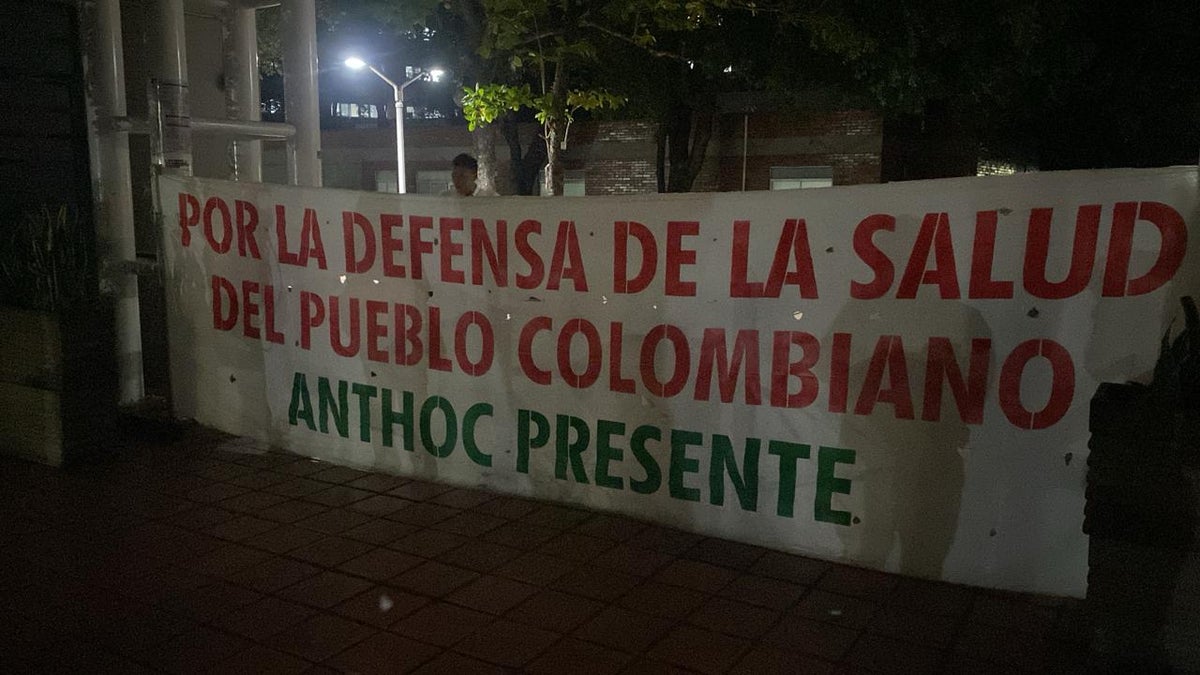 POR LA DEFENSA DE LA SALUD
DEL PUEBLO COLOMBIANO
ANTHOC PRESENTE